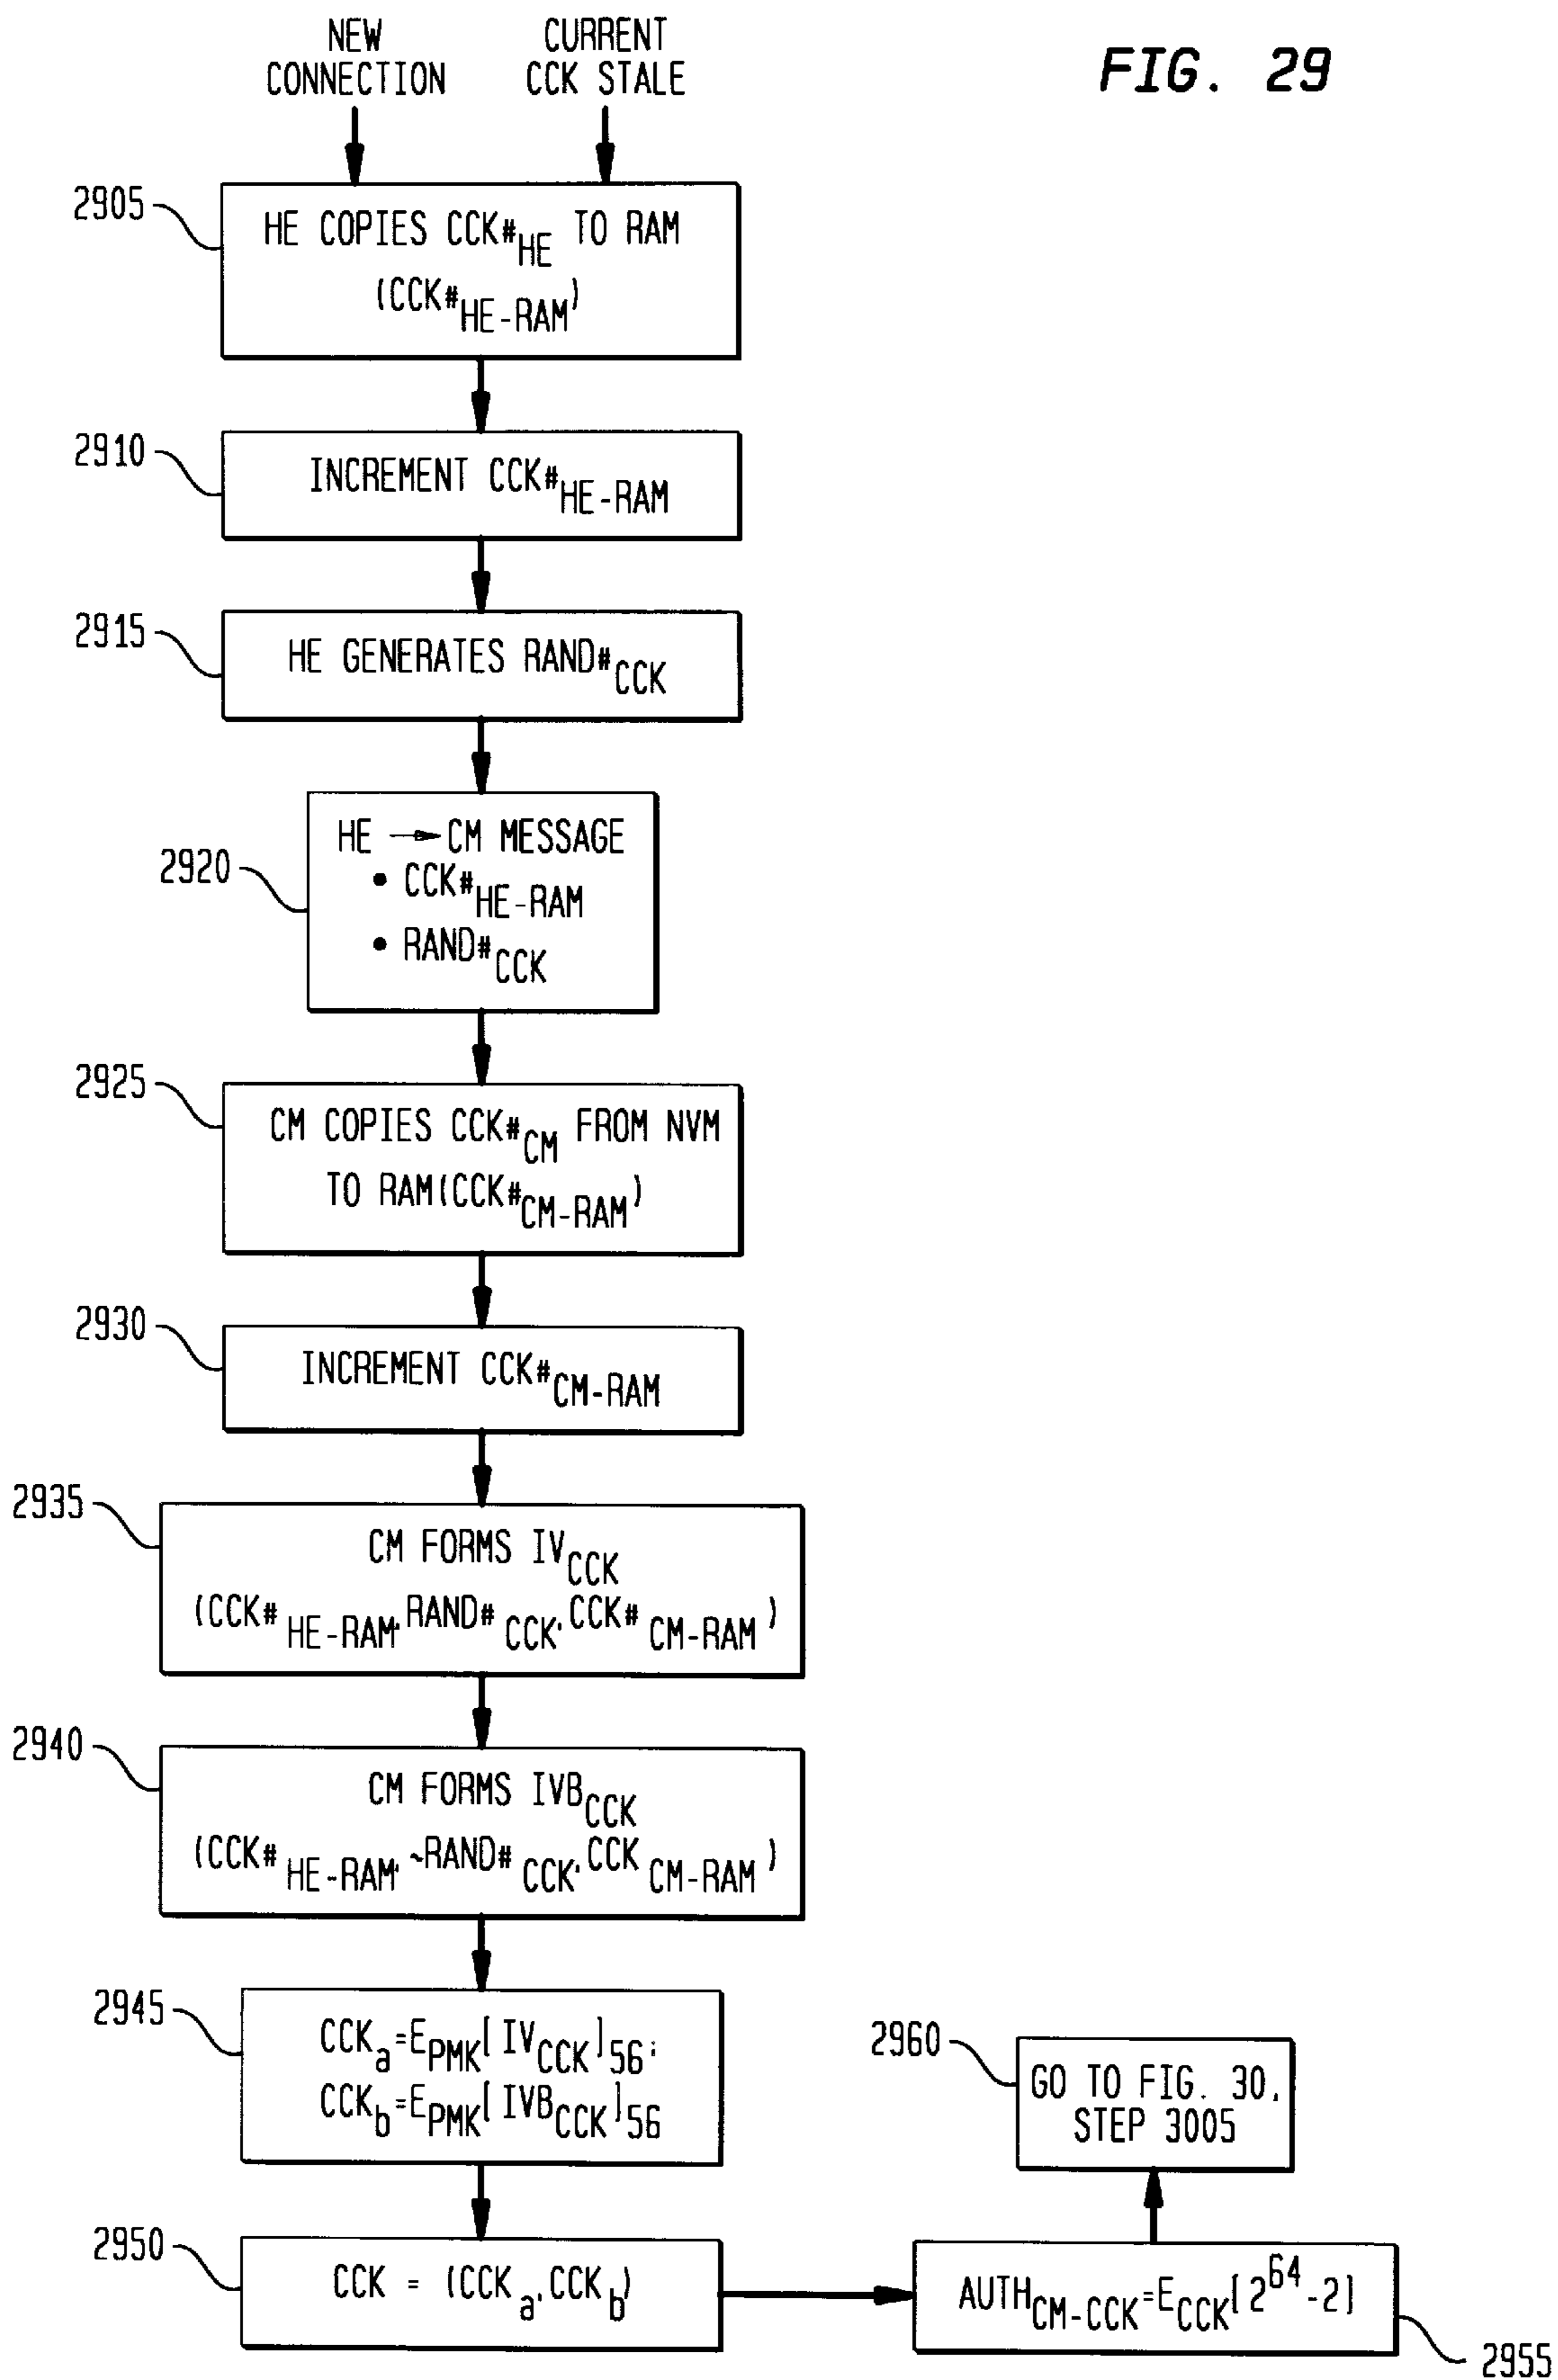 FIG. 29
NEW
CONNECTION
CURRENT
CCK STALE
2905
HE COPIES CCK#HE TO RAM
(CCK#HE-RAM)
2910
INCREMENT CCK#HE-RAM
2915
HE GENERATES RAND#CCK
2920
HE → CM MESSAGE
• CCK#HE-RAM
• RAND#CCK
2925
CM COPIES CCK#CM FROM NVM
TO RAM(CCK#CM-RAM)
2930
INCREMENT CCK#CM-RAM
2935
CM FORMS IVCCK
(CCK# HE-RAM, RAND# CCK, CCK# CM-RAM)
2940
CM FORMS IVBCCK
(CCK# HE-RAM, ~RAND# CCK, CCK CM-RAM)
2945
CCKa=EPMK[IVCCK]56;
CCKb=EPMK[IVBCCK]56
2950
CCK = (CCKa,CCKb)
2955
AUTHCM-CCK=ECCK[2^64-2]
2960
GO TO FIG. 30,
STEP 3005